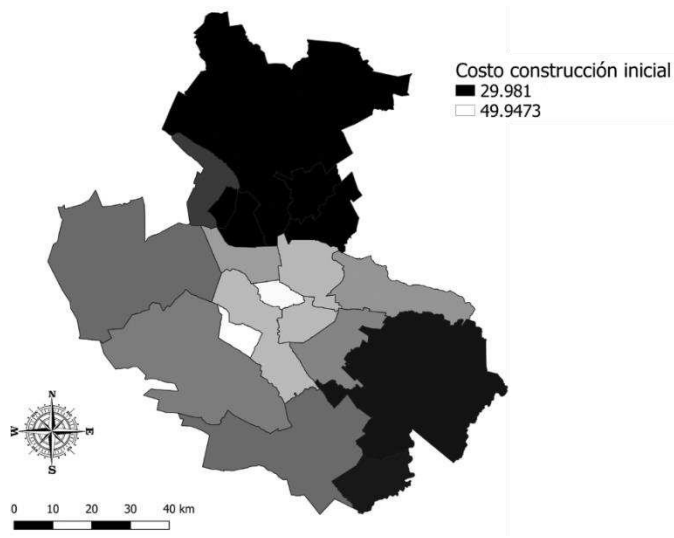 Costo construcción inicial
29.981
49.9473
N
W E
S
0 10 20 30 40 km